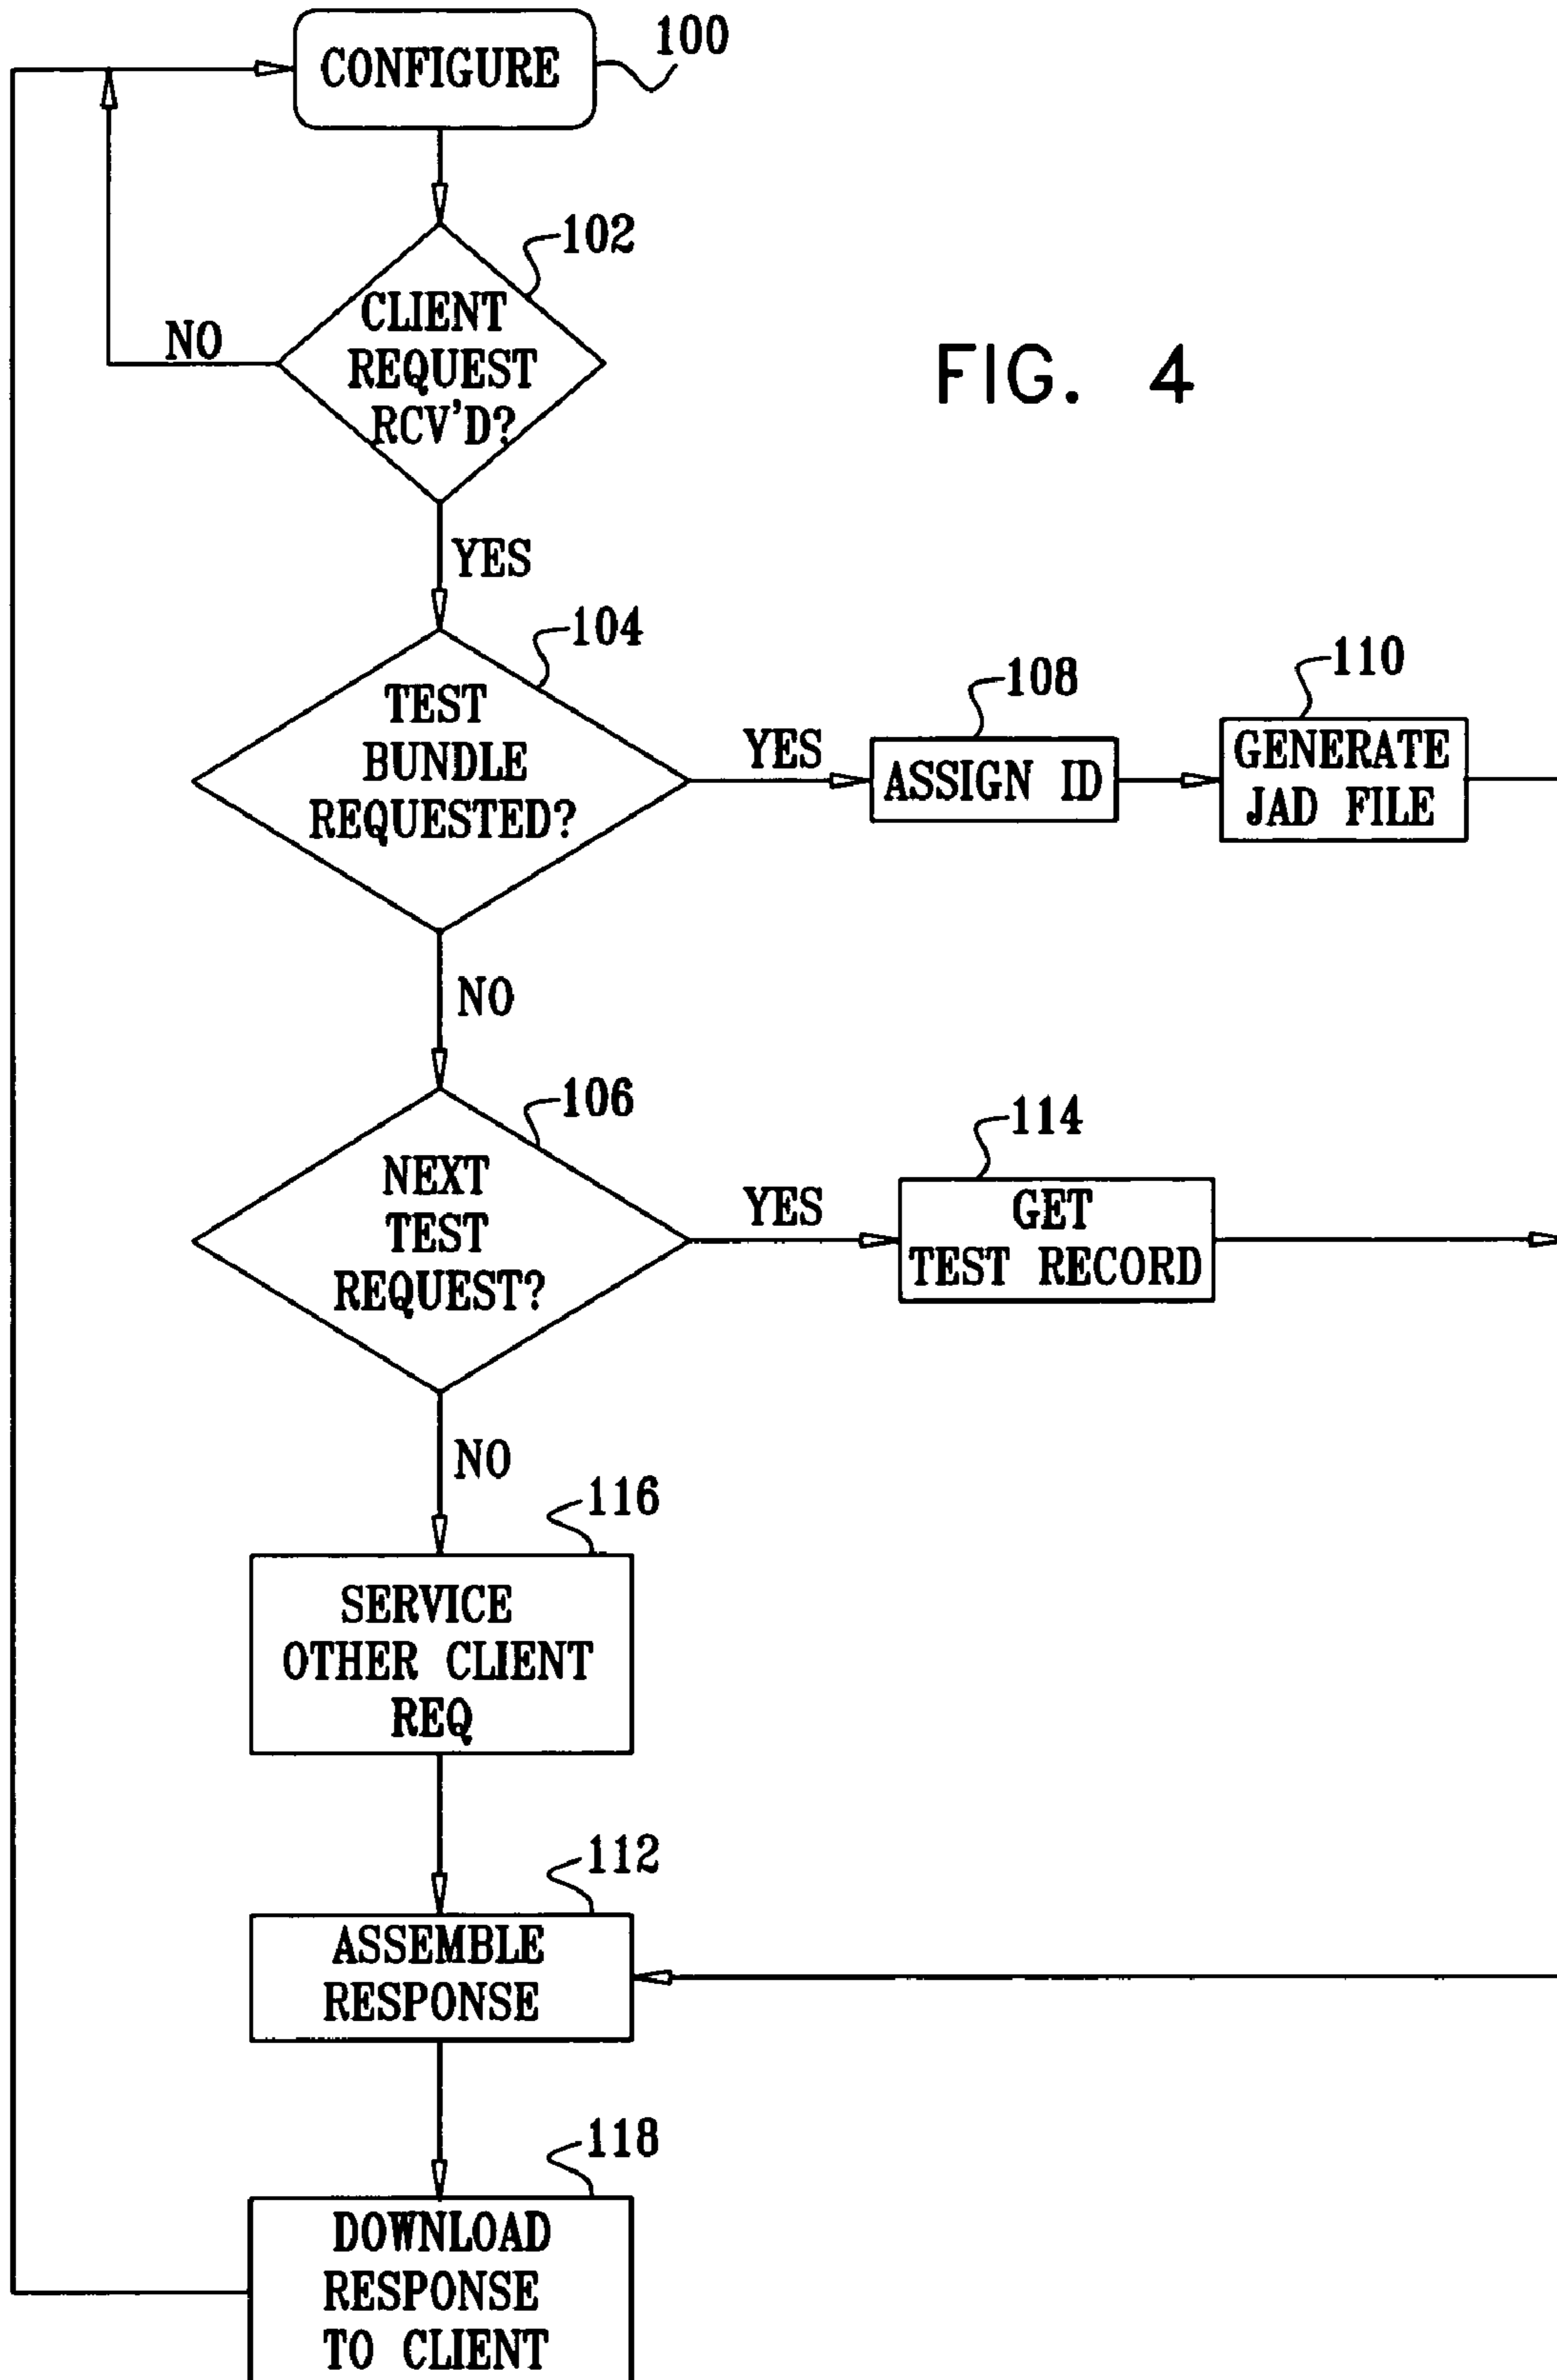 CONFIGURE
100
102
CLIENT
REQUEST
RCV'D?
NO
FIG. 4
YES
104
TEST
BUNDLE
REQUESTED?
YES
108
ASSIGN ID
110
GENERATE
JAD FILE
NO
106
NEXT
TEST
REQUEST?
YES
114
GET
TEST RECORD
NO
116
SERVICE
OTHER CLIENT
REQ
112
ASSEMBLE
RESPONSE
118
DOWNLOAD
RESPONSE
TO CLIENT